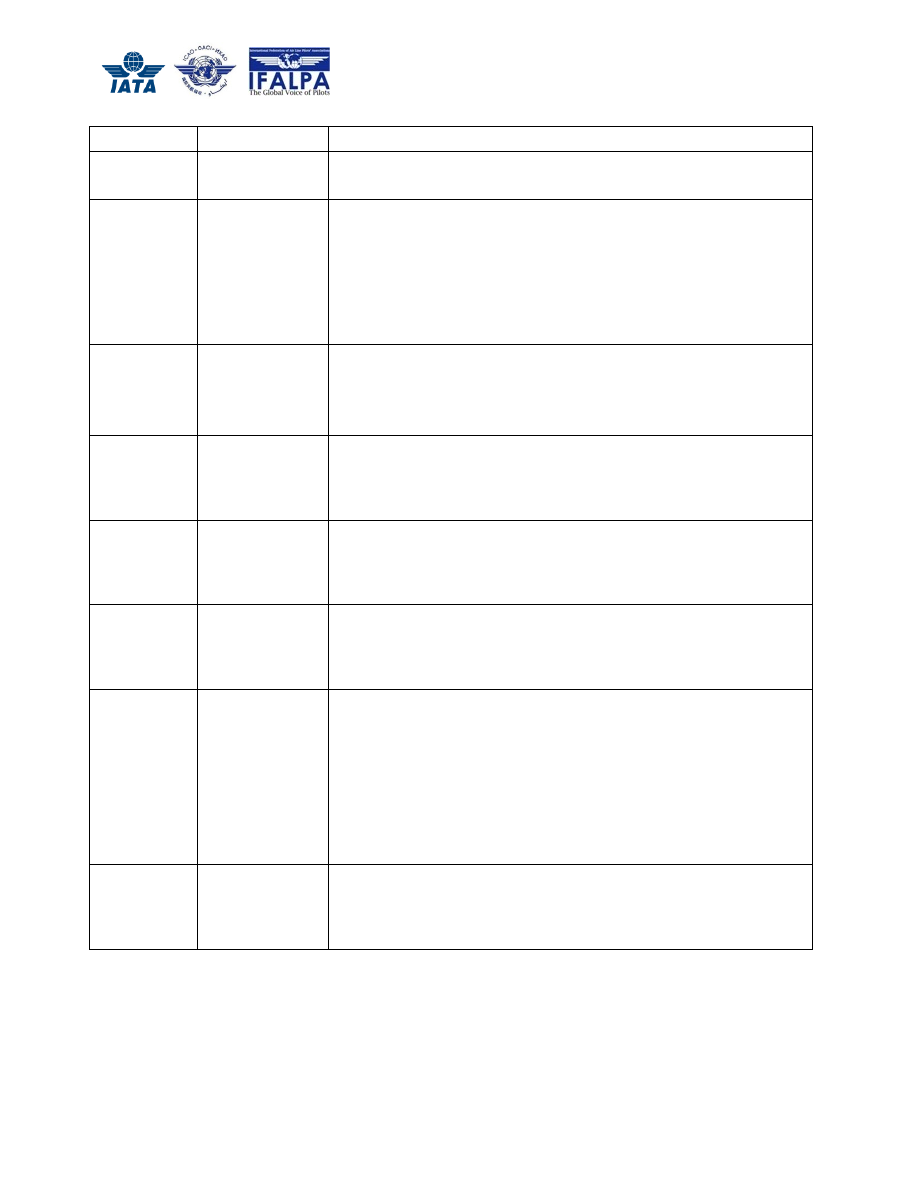 IATA
ICAO · OACI · ИКАО
International Federation of Air Line Pilots' Associations
IFALPA
The Global Voice of Pilots